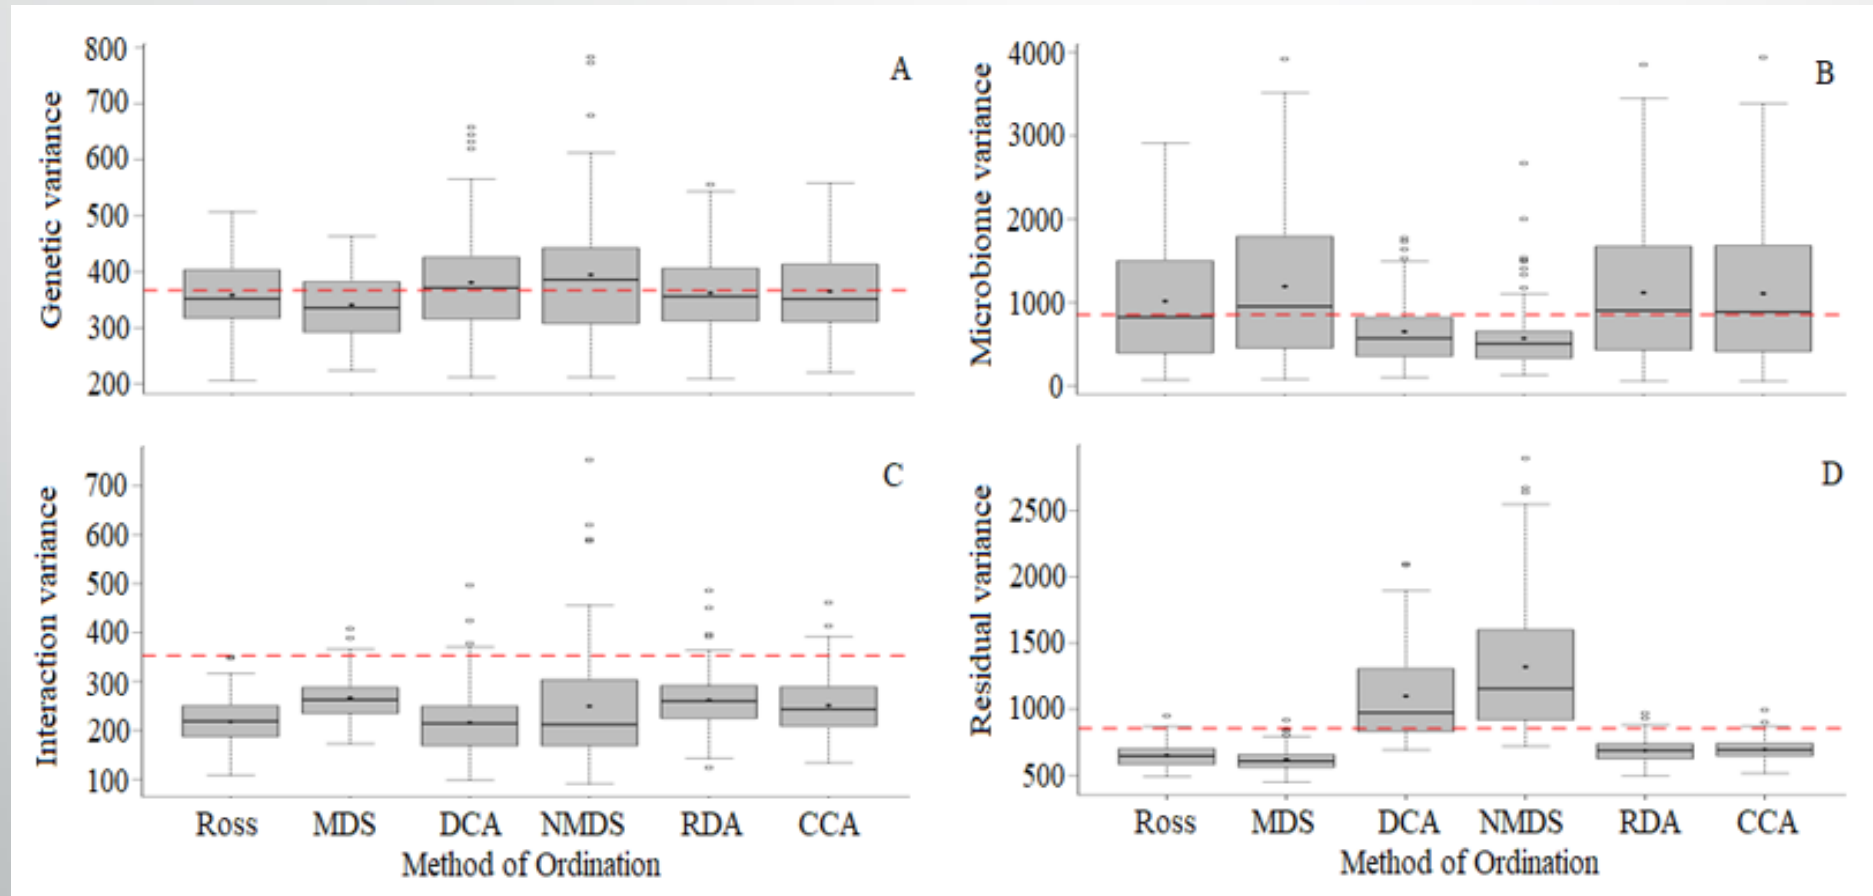 A
Genetic variance
800
700
600
500
400
300
200
B
Microbiome variance
4000
3000
2000
1000
0
C
Interaction variance
700
600
500
400
300
200
100
Ross MDS DCA NMDS RDA CCA
Method of Ordination
D
Residual variance
2500
2000
1500
1000
500
Ross MDS DCA NMDS RDA CCA
Method of Ordination